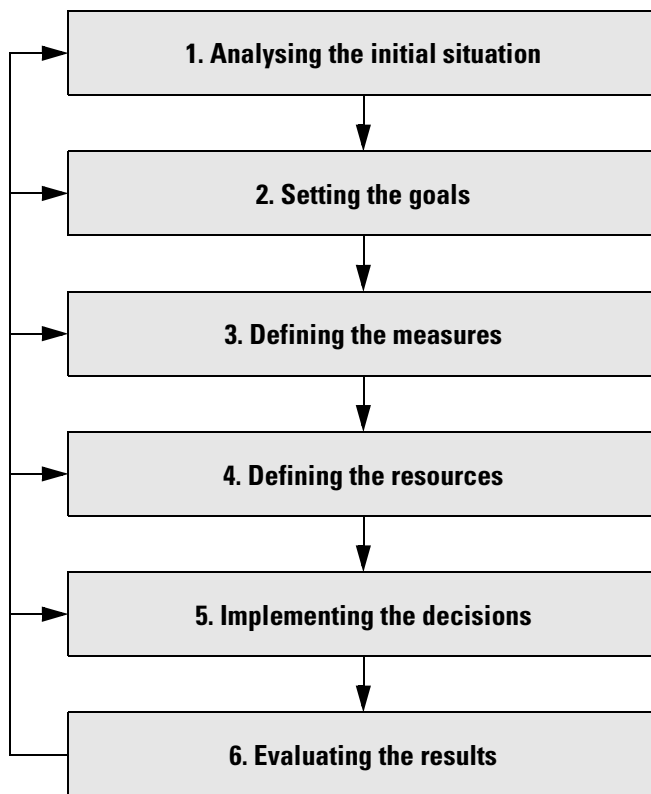 1. Analysing the initial situation
2. Setting the goals
3. Defining the measures
4. Defining the resources
5. Implementing the decisions
6. Evaluating the results